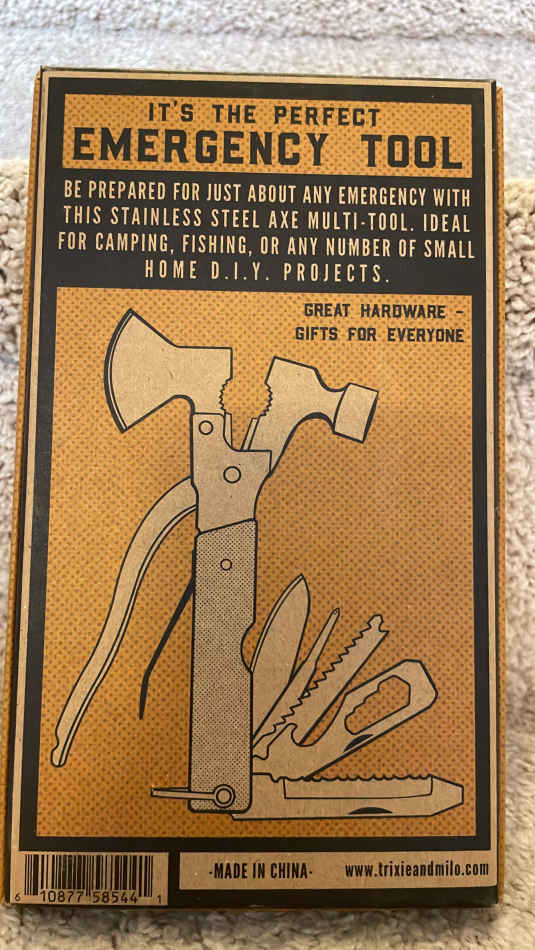 IT'S THE PERFECT
EMERGENCY TOOL
BE PREPARED FOR JUST ABOUT ANY EMERGENCY WITH
THIS STAINLESS STEEL AXE MULTI-TOOL. IDEAL
FOR CAMPING, FISHING, OR ANY NUMBER OF SMALL
HOME D.I.Y. PROJECTS.
GREAT HARDWARE -
GIFTS FOR EVERYONE
-MADE IN CHINA- www.trixieandmilo.com
6 10877 58544 1